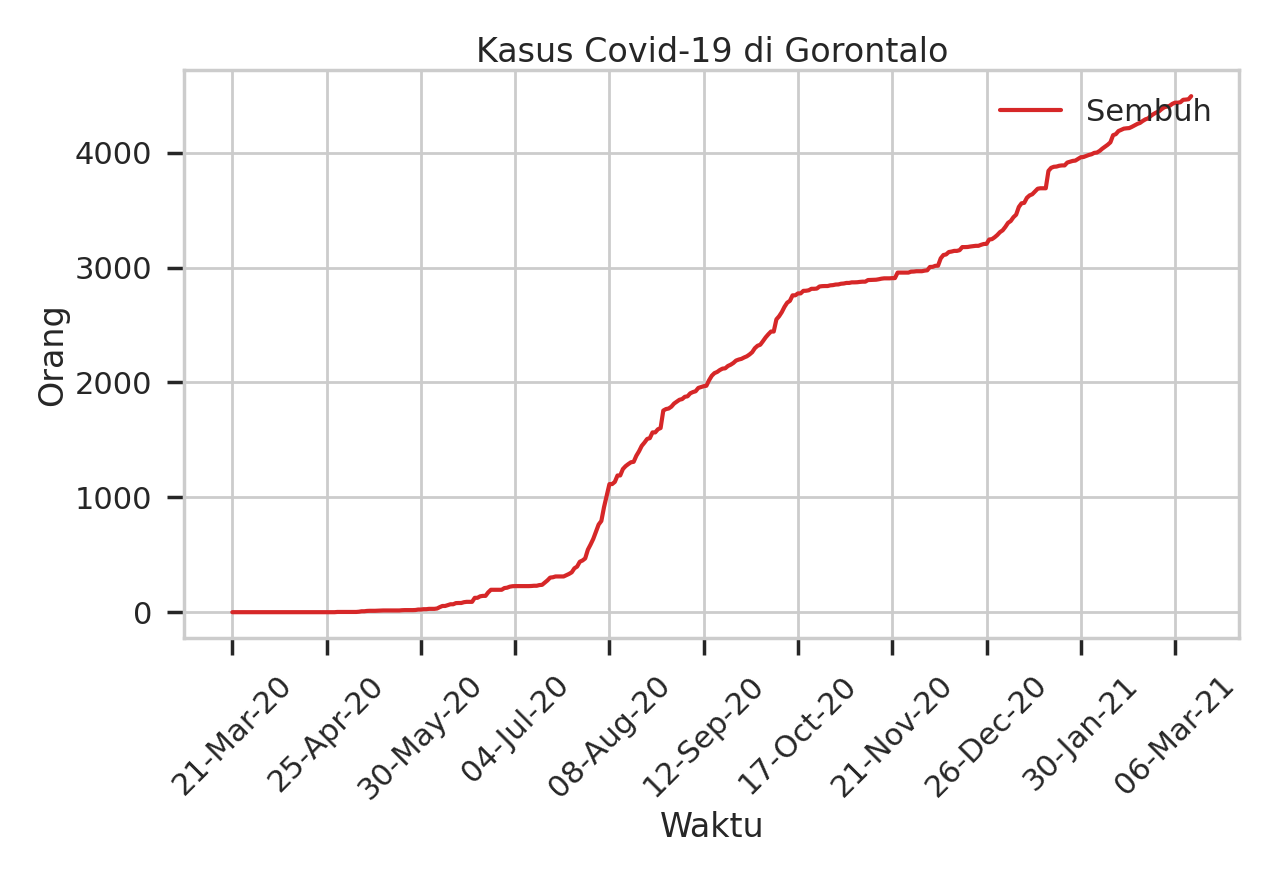 Kasus Covid-19 di Gorontalo
Sembuh
Orang
4000
3000
2000
1000
0
21-Mar-20
25-Apr-20
30-May-20
04-Jul-20
08-Aug-20
12-Sep-20
17-Oct-20
21-Nov-20
26-Dec-20
30-Jan-21
06-Mar-21
Waktu